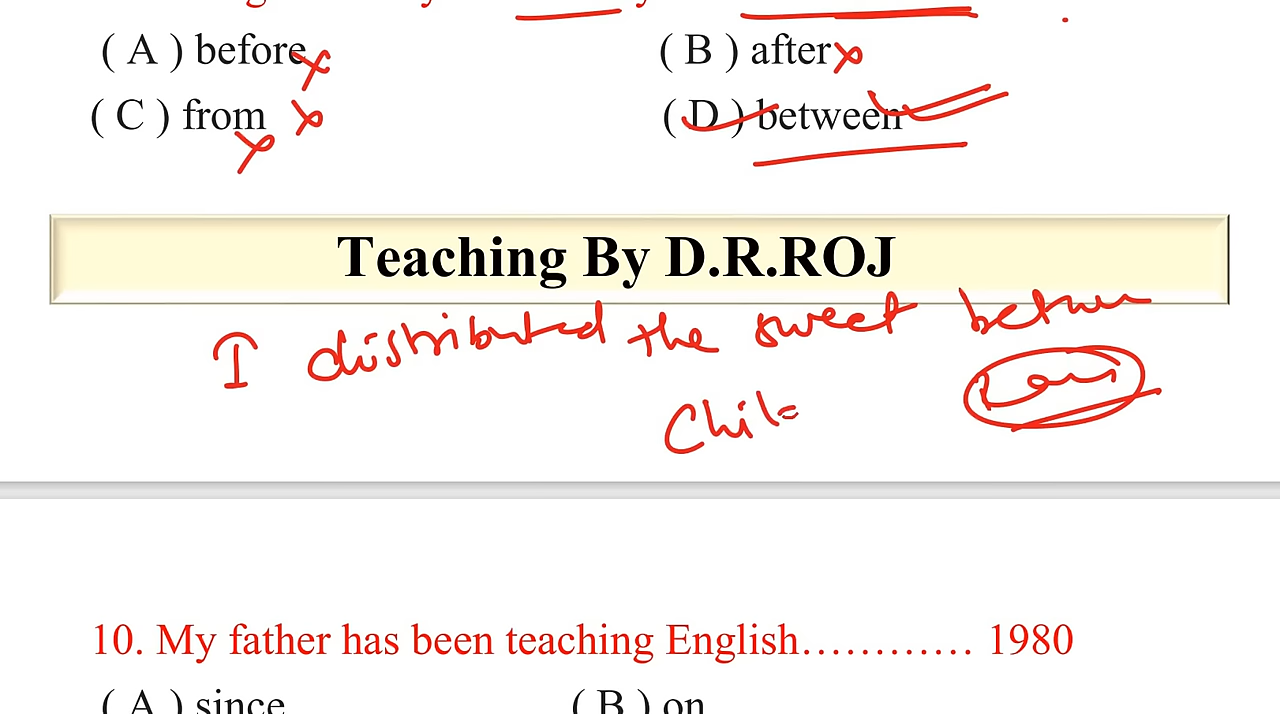 ( A ) before
( B ) after
( C ) from
( D ) between
Teaching By D.R.ROJ
I distributed the sweet
10. My father has been teaching English………… 1980
( A ) since
( B ) on